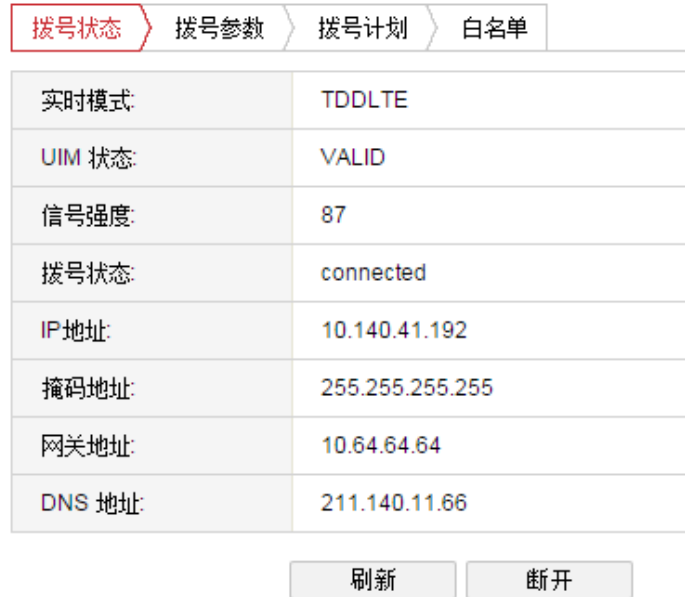 拨号状态 拨号参数 拨号计划 白名单
实时模式: TDDLTE
UIM 状态: VALID
信号强度: 87
拨号状态: connected
IP地址: 10.140.41.192
掩码地址: 255.255.255.255
网关地址: 10.64.64.64
DNS 地址: 211.140.11.66
刷新 断开